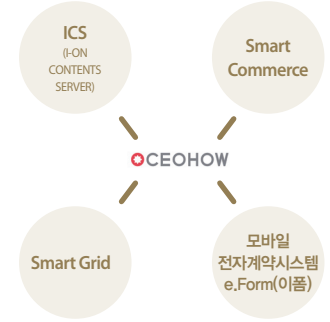 ICS
(I-ON
CONTENTS
SERVER)
Smart
Commerce
OCEOHOW
Smart Grid
모바일
전자계약시스템
e.Form(이폼)